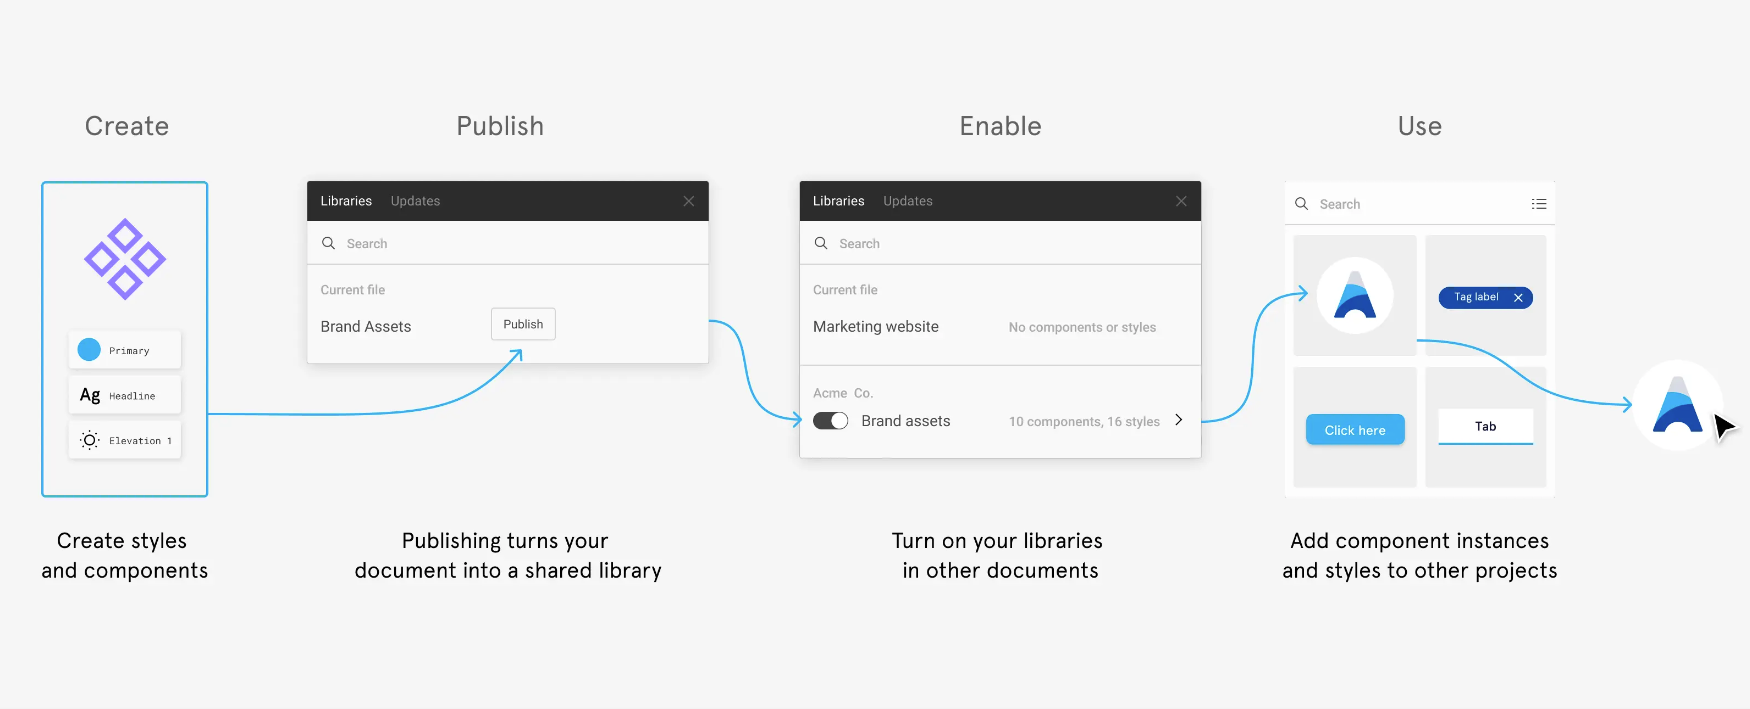 Create
Publish
Enable
Use
Primary
Ag Headline
Elevation 1
Create styles
and components
Libraries Updates
Search
Current file
Brand Assets Publish
Publishing turns your
document into a shared library
Libraries Updates
Search
Current file
Marketing website No components or styles
Acme Co.
Brand assets 10 components, 16 styles
Turn on your libraries
in other documents
Search
Tag label
Click here
Tab
Add component instances
and styles to other projects